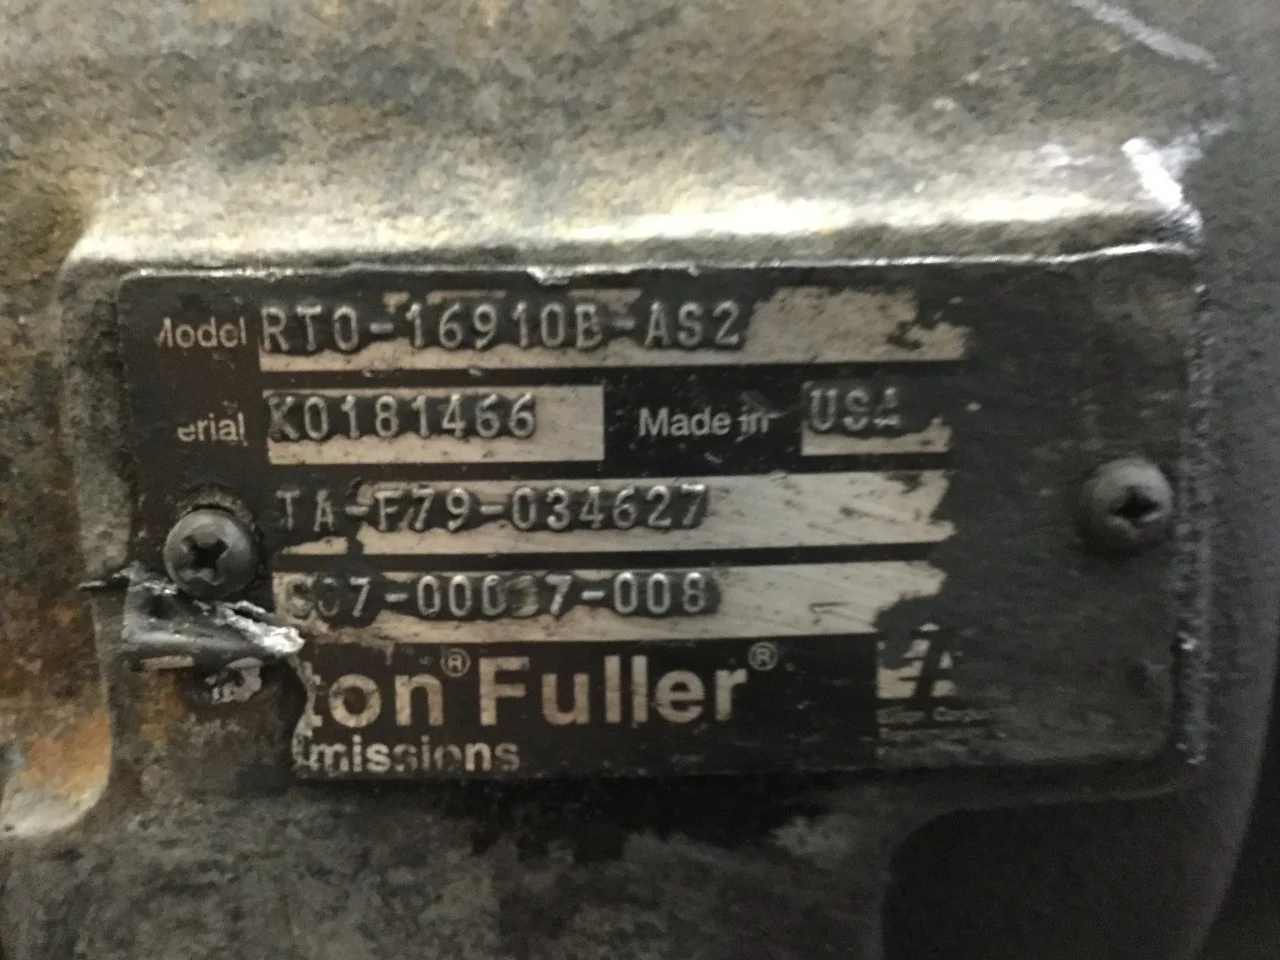 Model RTO-16910B-AS2
erial K0181466 Made in USA
TA-F79-034627
ton® Fuller®
missions